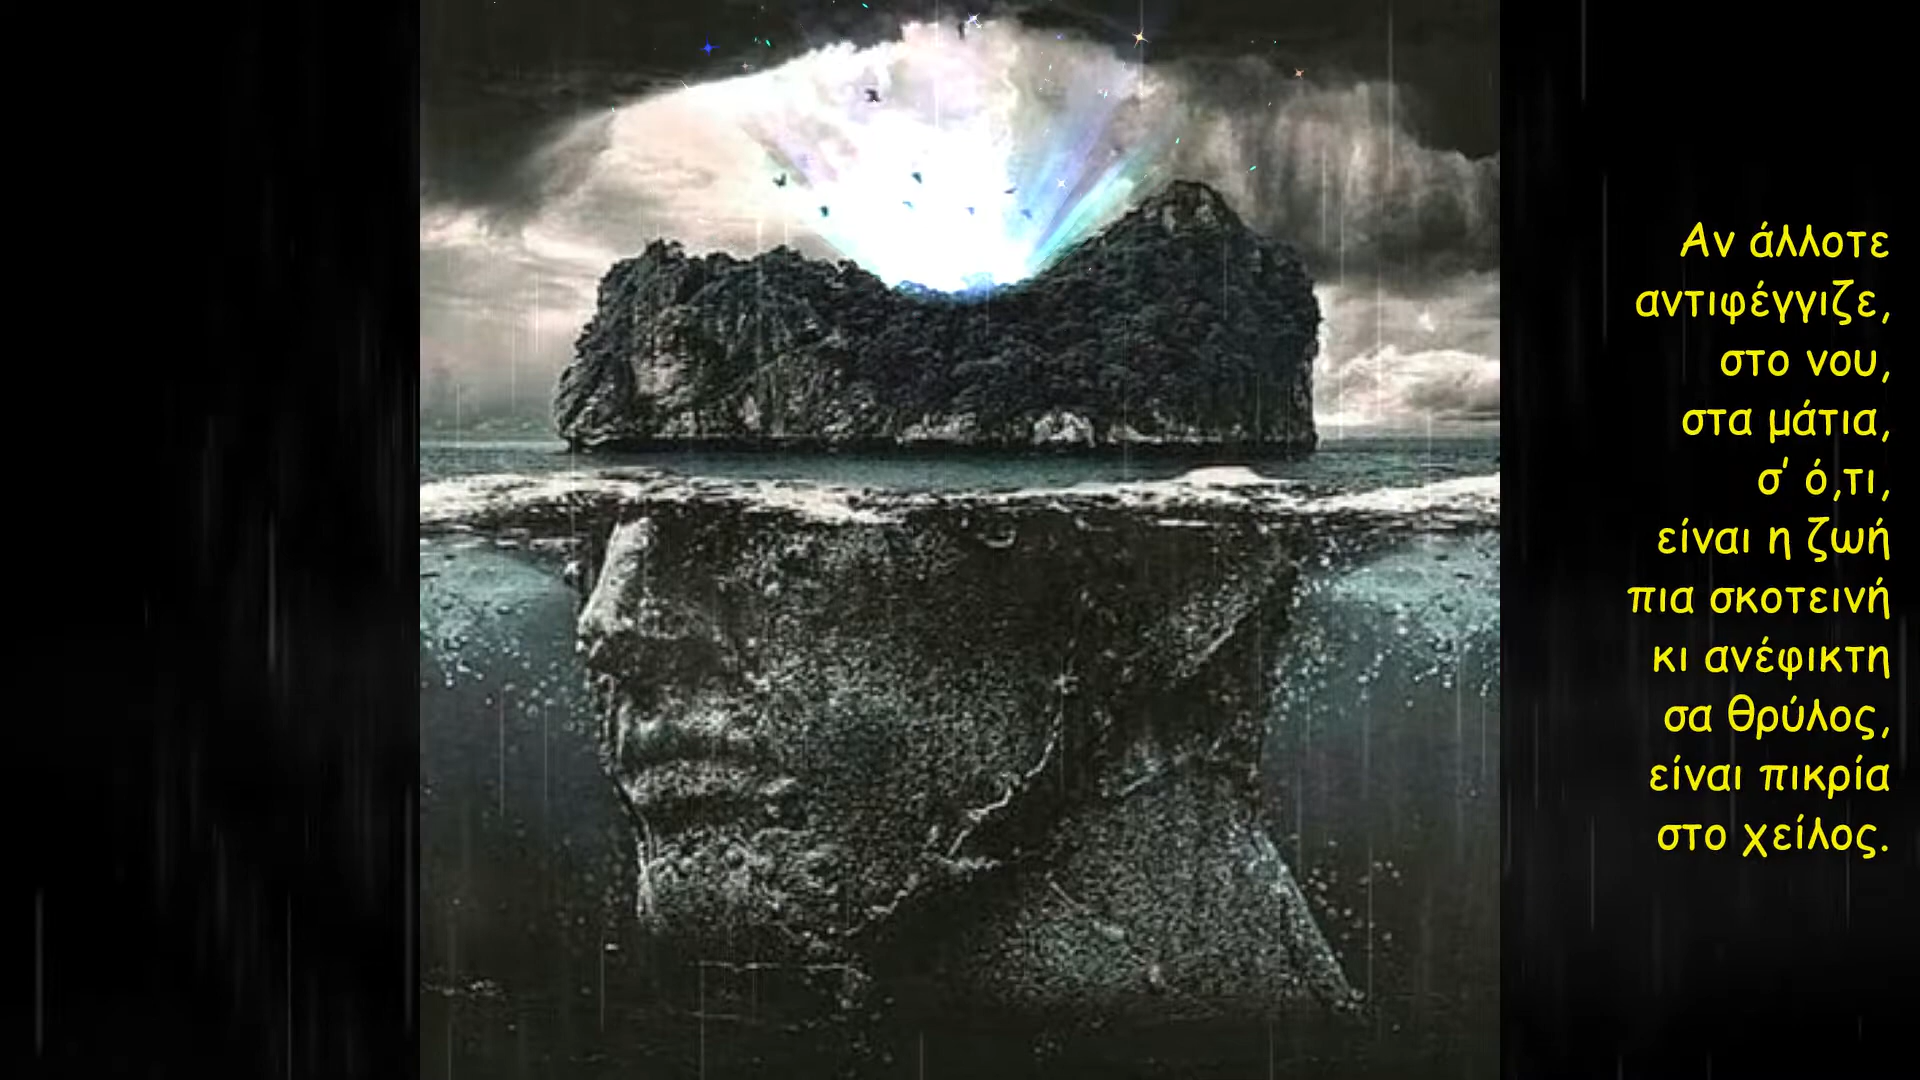 Αν άλλοτε
αντιφέγγιζε,
στο νου,
στα μάτια,
σ' ό,τι,
είναι η ζωή
πια σκοτεινή
κι ανέφικτη
σα θρύλος,
είναι πικρία
στο χείλος.